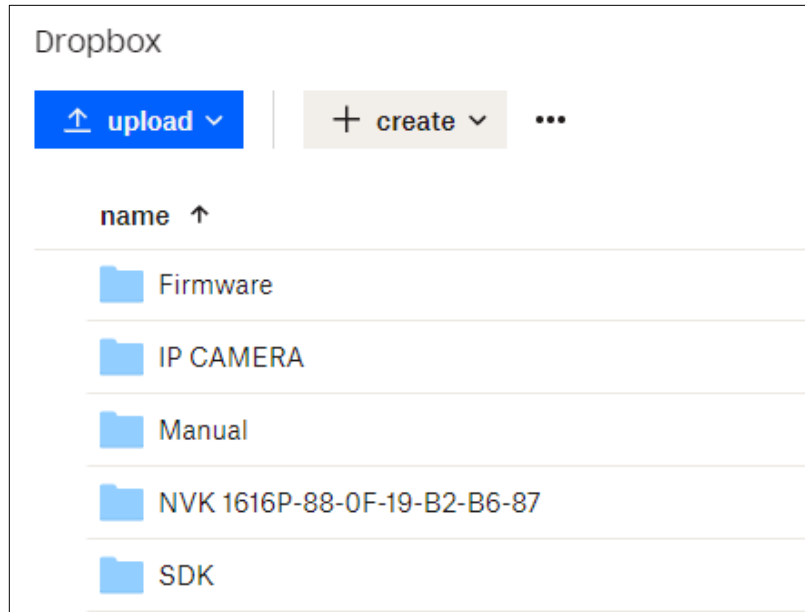 Dropbox
upload
+ create •••
name ↑
Firmware
IP CAMERA
Manual
NVK 1616P-88-0F-19-B2-B6-87
SDK